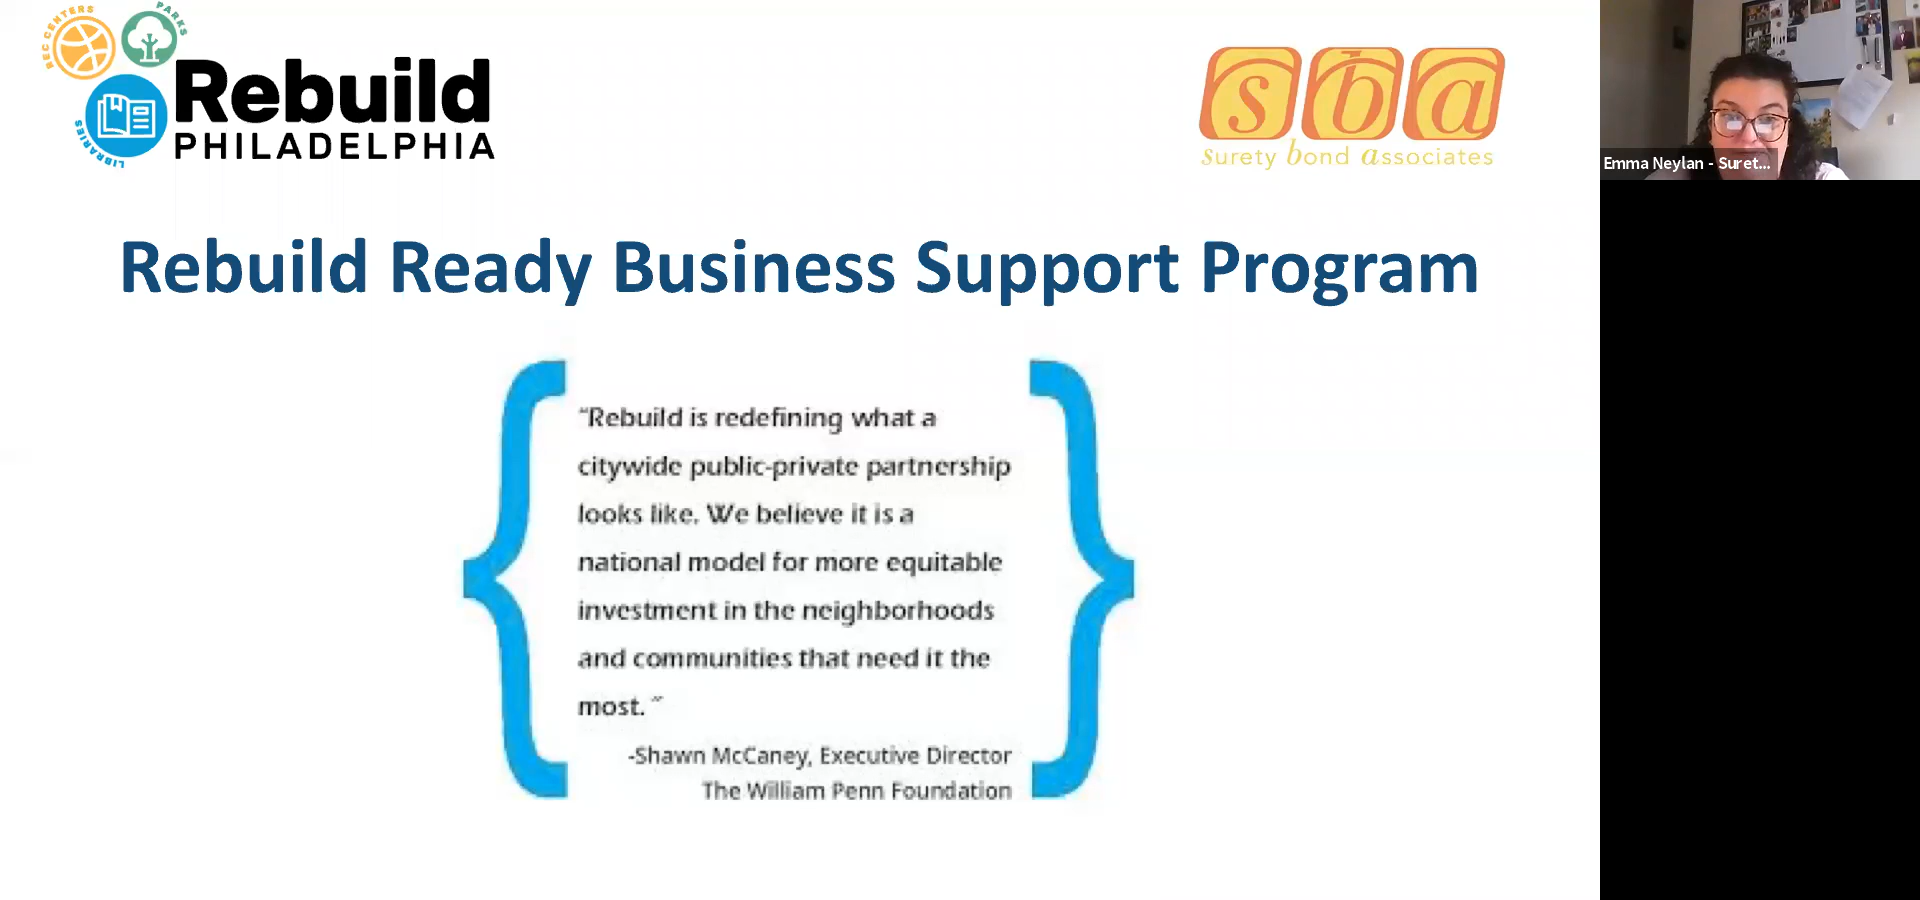 REC CENTERS
PARKS
LIBRARIES
Rebuild
PHILADELPHIA
sba
surety bond associates
Emma Neylan - Suret...
Rebuild Ready Business Support Program
“Rebuild is redefining what a
citywide public-private partnership
looks like. We believe it is a
national model for more equitable
investment in the neighborhoods
and communities that need it the
most. ”
-Shawn McCaney, Executive Director
The William Penn Foundation